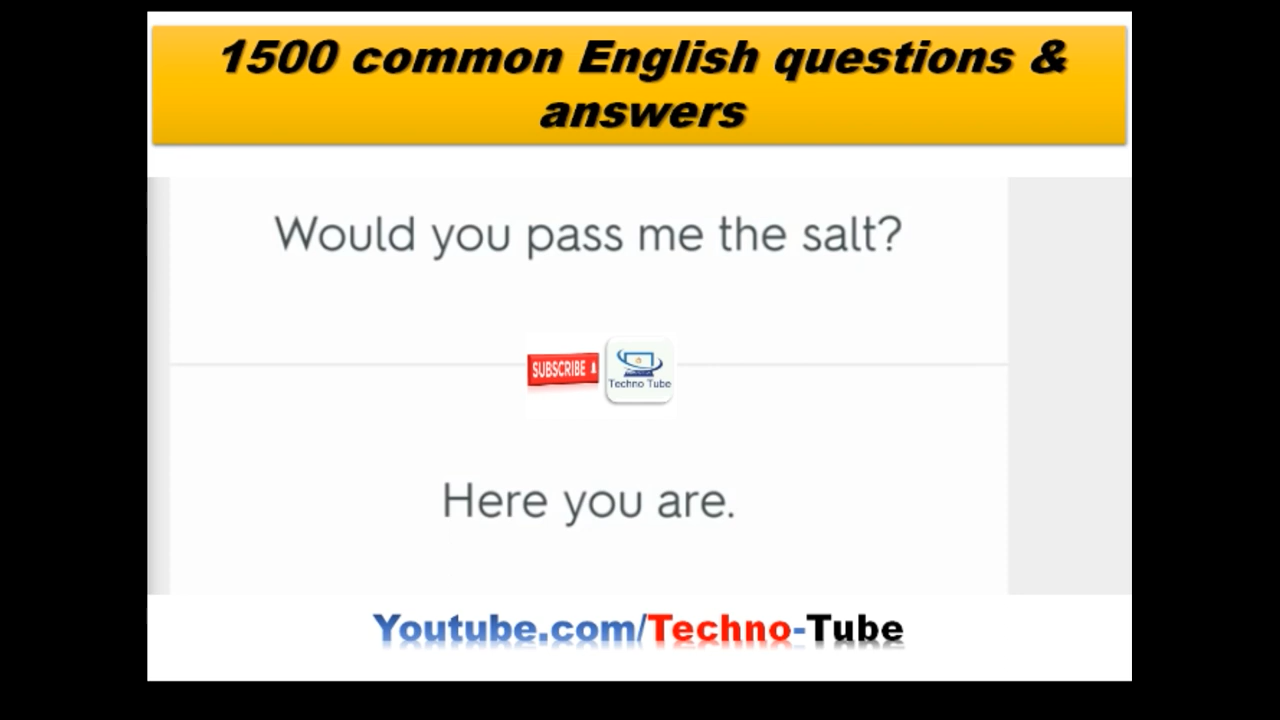 1500 common English questions &
answers
Would you pass me the salt?
SUBSCRIBE
Techno Tube
Here you are.
Youtube.com/Techno-Tube